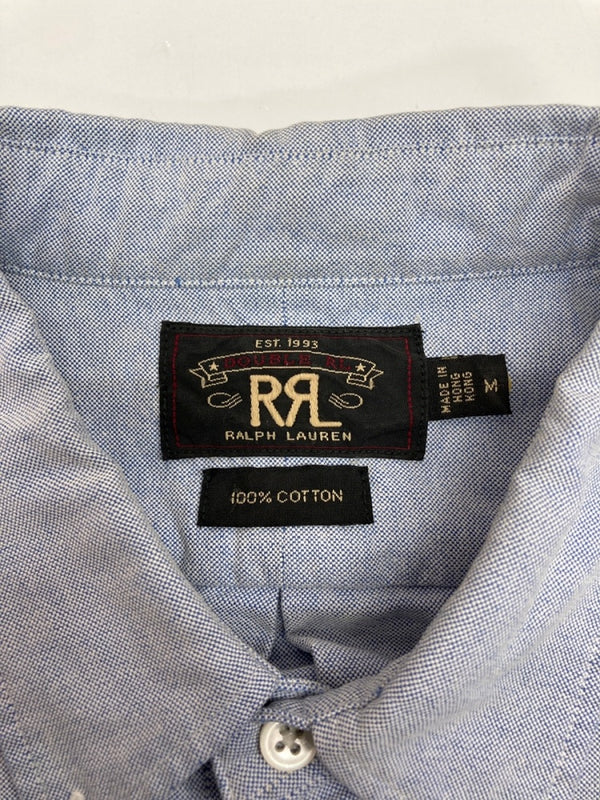 EST. 1993
DOUBLE RL
RRL
RALPH LAUREN
MADE IN
HONG
KONG
M
100% COTTON